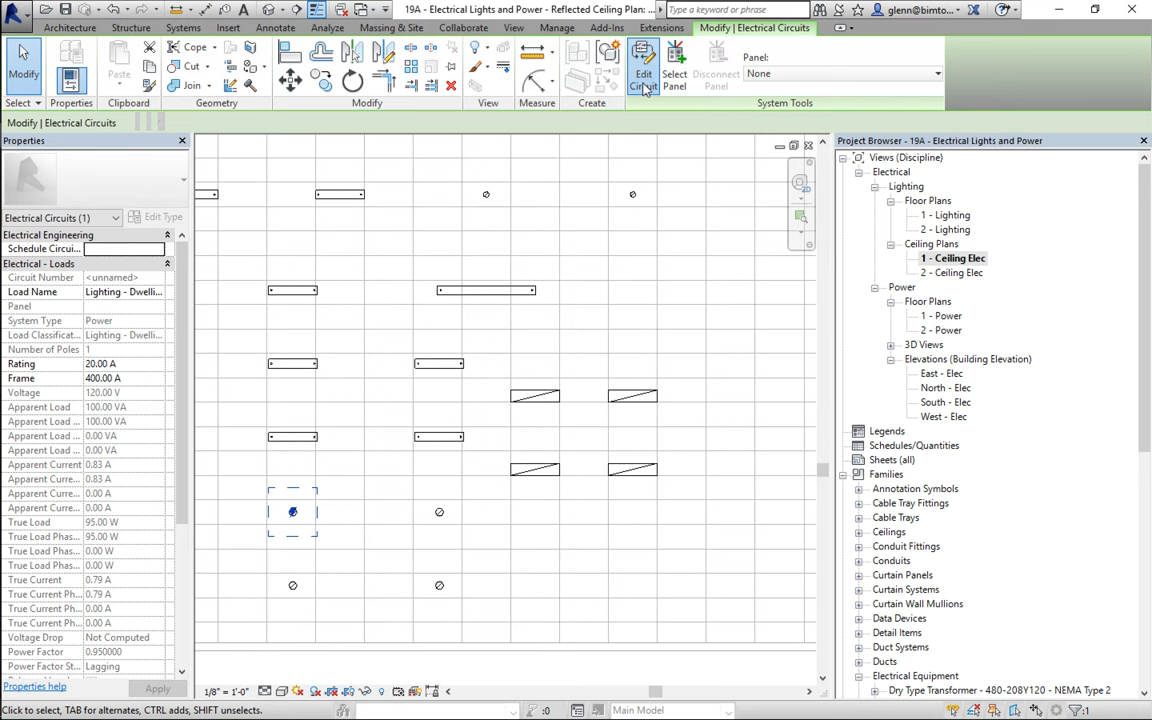 19A - Electrical Lights and Power - Reflected Ceiling Plan: ...
Type a keyword or phrase
glenn@bimto...
Architecture Structure Systems Insert Annotate Analyze Massing & Site Collaborate View Manage Add-Ins Extensions Modify | Electrical Circuits
Modify
Paste
Cope
Cut
Join
Edit Circuit
Select Panel
Disconnect Panel
Panel:
None
Select Properties Clipboard Geometry Modify View Measure Create System Tools
Modify | Electrical Circuits
Properties
Electrical Circuits (1)
Edit Type
Electrical Engineering
Schedule Circui...
Electrical - Loads
Circuit Number <unnamed>
Load Name Lighting - Dwelli...
Panel
System Type Power
Load Classificat... Lighting - Dwelli...
Number of Poles 1
Rating 20.00 A
Frame 400.00 A
Voltage 120.00 V
Apparent Load 100.00 VA
Apparent Load ... 100.00 VA
Apparent Load ... 0.00 VA
Apparent Load ... 0.00 VA
Apparent Current 0.83 A
Apparent Curre... 0.83 A
Apparent Curre... 0.00 A
Apparent Curre... 0.00 A
True Load 95.00 W
True Load Phas... 95.00 W
True Load Phas... 0.00 W
True Load Phas... 0.00 W
True Current 0.79 A
True Current Ph... 0.79 A
True Current Ph... 0.00 A
True Current Ph... 0.00 A
Voltage Drop Not Computed
Power Factor 0.950000
Power Factor St... Lagging
Properties help
Apply
1/8" = 1'-0"
Project Browser - 19A - Electrical Lights and Power
Views (Discipline)
Electrical
Lighting
Floor Plans
1 - Lighting
2 - Lighting
Ceiling Plans
1 - Ceiling Elec
2 - Ceiling Elec
Power
Floor Plans
1 - Power
2 - Power
3D Views
Elevations (Building Elevation)
East - Elec
North - Elec
South - Elec
West - Elec
Legends
Schedules/Quantities
Sheets (all)
Families
Annotation Symbols
Cable Tray Fittings
Cable Trays
Ceilings
Conduit Fittings
Conduits
Curtain Panels
Curtain Systems
Curtain Wall Mullions
Data Devices
Detail Items
Duct Systems
Ducts
Electrical Equipment
Dry Type Transformer - 480-208Y120 - NEMA Type 2
Click to select, TAB for alternates, CTRL adds, SHIFT unselects.
:0
Main Model
:1